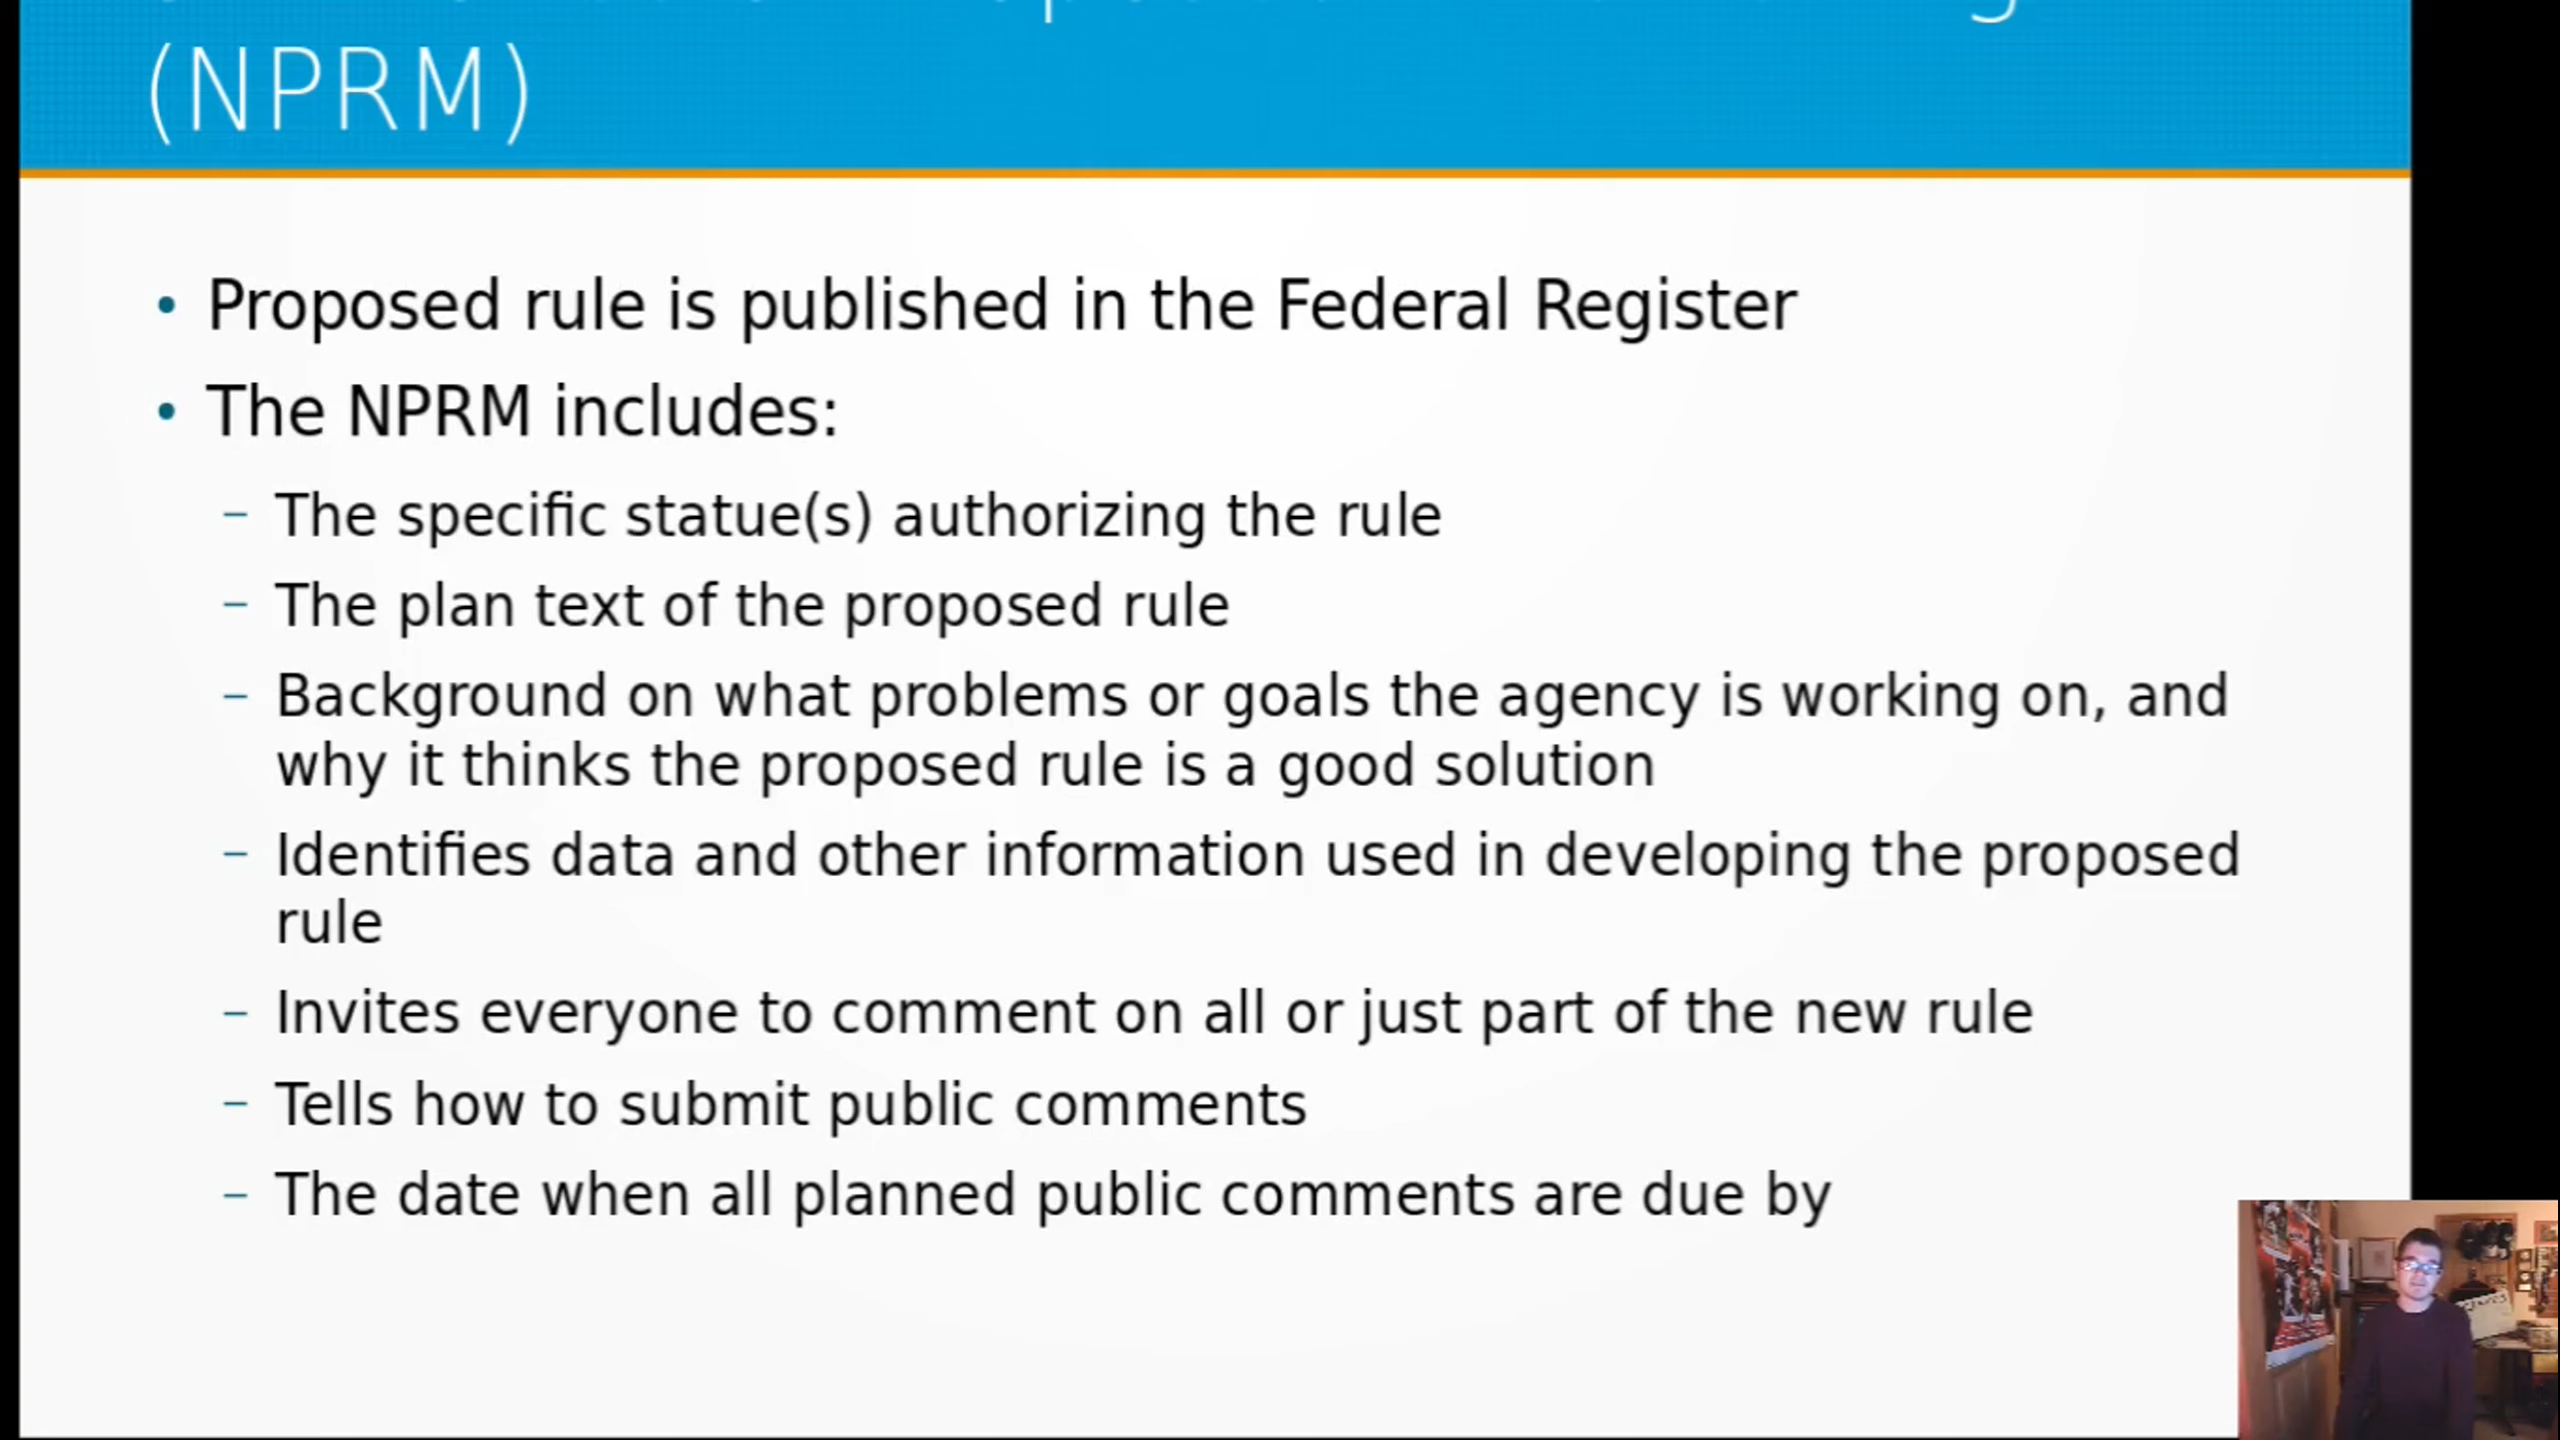 (NPRM)
• Proposed rule is published in the Federal Register
• The NPRM includes:
– The specific statue(s) authorizing the rule
– The plan text of the proposed rule
– Background on what problems or goals the agency is working on, and
why it thinks the proposed rule is a good solution
– Identifies data and other information used in developing the proposed
rule
– Invites everyone to comment on all or just part of the new rule
– Tells how to submit public comments
– The date when all planned public comments are due by